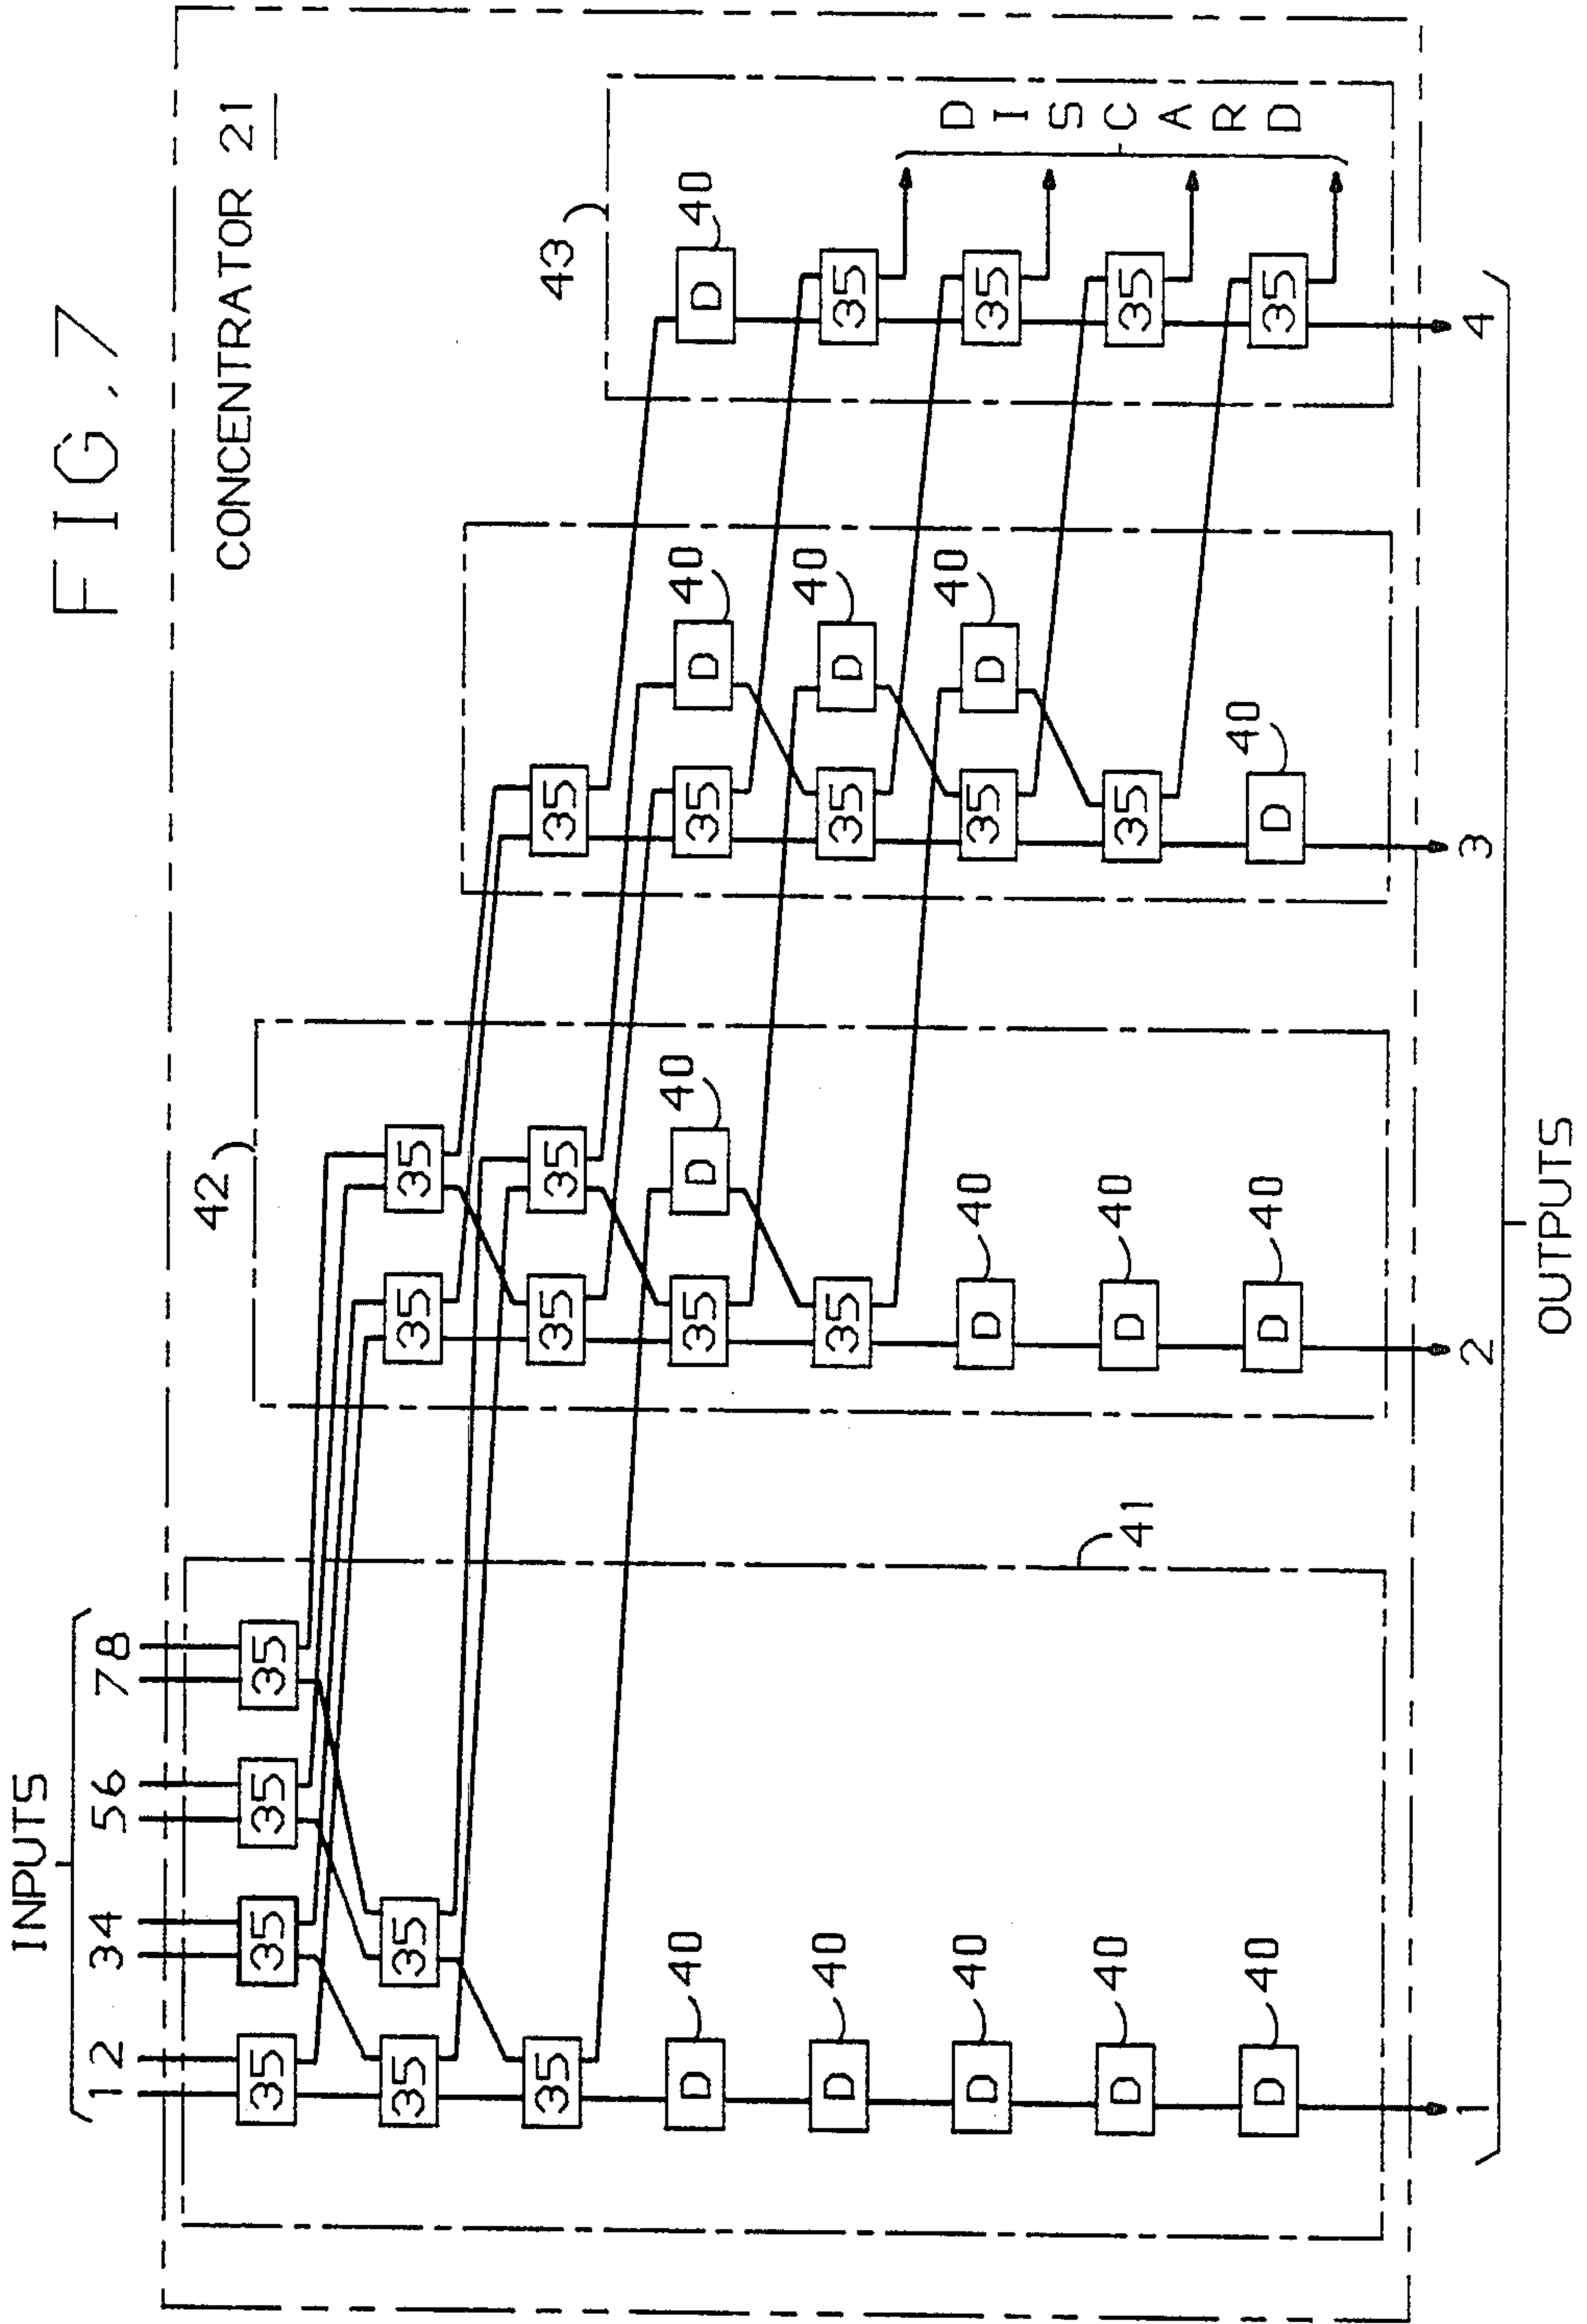 FIG. 7
INPUTS
1 2 3 4 5 6 7 8
CONCENTRATOR 21
42
35 35 35 35
35 35 35 35
43
35 35 35 35
40 40 40 40
D 35 D 35 D D
40 40
D 35 35 D 35
40 40 40
D D 35 D 35
40 40
D D 35 35
41
40 40 40
D D D 35
DISCARD
1 2 3 4
OUTPUTS